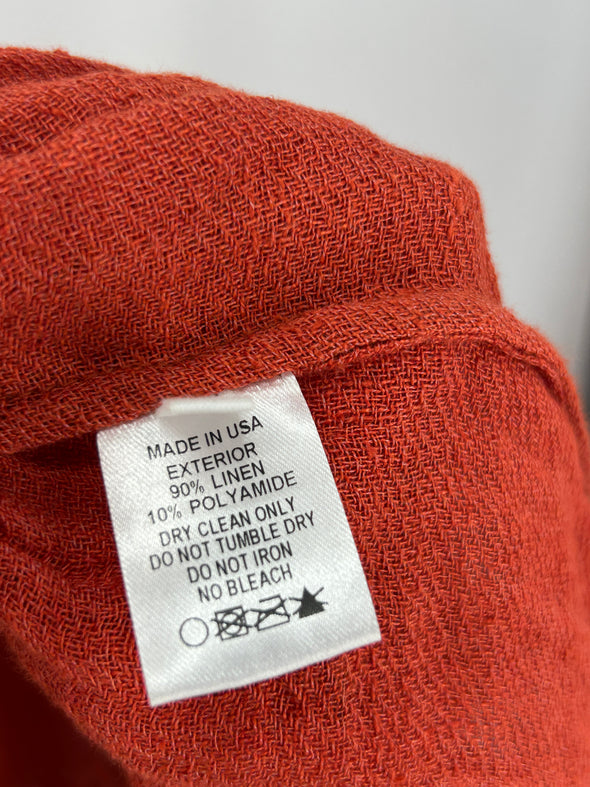 MADE IN USA
EXTERIOR
90% LINEN
10% POLYAMIDE
DRY CLEAN ONLY
DO NOT TUMBLE DRY
DO NOT IRON
NO BLEACH